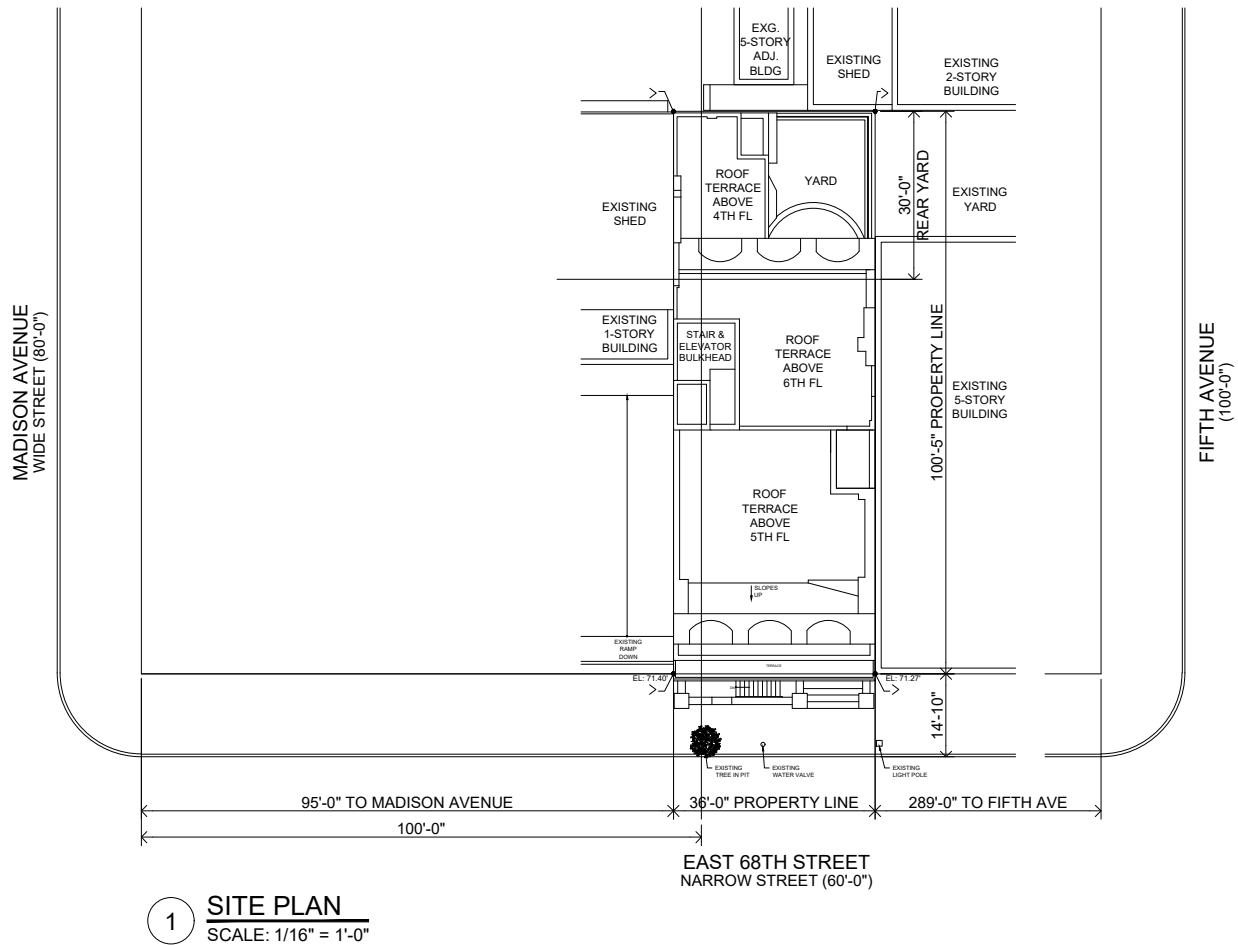 EXG.
5-STORY
ADJ.
BLDG
EXISTING
SHED
EXISTING
2-STORY
BUILDING
ROOF
TERRACE
ABOVE
4TH FL
YARD
30'-0"
REAR YARD
EXISTING
YARD
EXISTING
SHED
MADISON AVENUE
WIDE STREET (80'-0")
EXISTING
1-STORY
BUILDING
STAIR &
ELEVATOR
BULKHEAD
ROOF
TERRACE
ABOVE
6TH FL
100'-5" PROPERTY LINE
EXISTING
5-STORY
BUILDING
FIFTH AVENUE
(100'-0")
ROOF
TERRACE
ABOVE
5TH FL
SLOPES
UP
EXISTING
RAMP
DOWN
TERRACE
EL: 71.40'
EL: 71.27'
14'-10"
EXISTING
TREE IN PIT
EXISTING
WATER VALVE
EXISTING
LIGHT POLE
95'-0" TO MADISON AVENUE
36'-0" PROPERTY LINE
289'-0" TO FIFTH AVE
100'-0"
EAST 68TH STREET
NARROW STREET (60'-0")
1
SITE PLAN
SCALE: 1/16" = 1'-0"